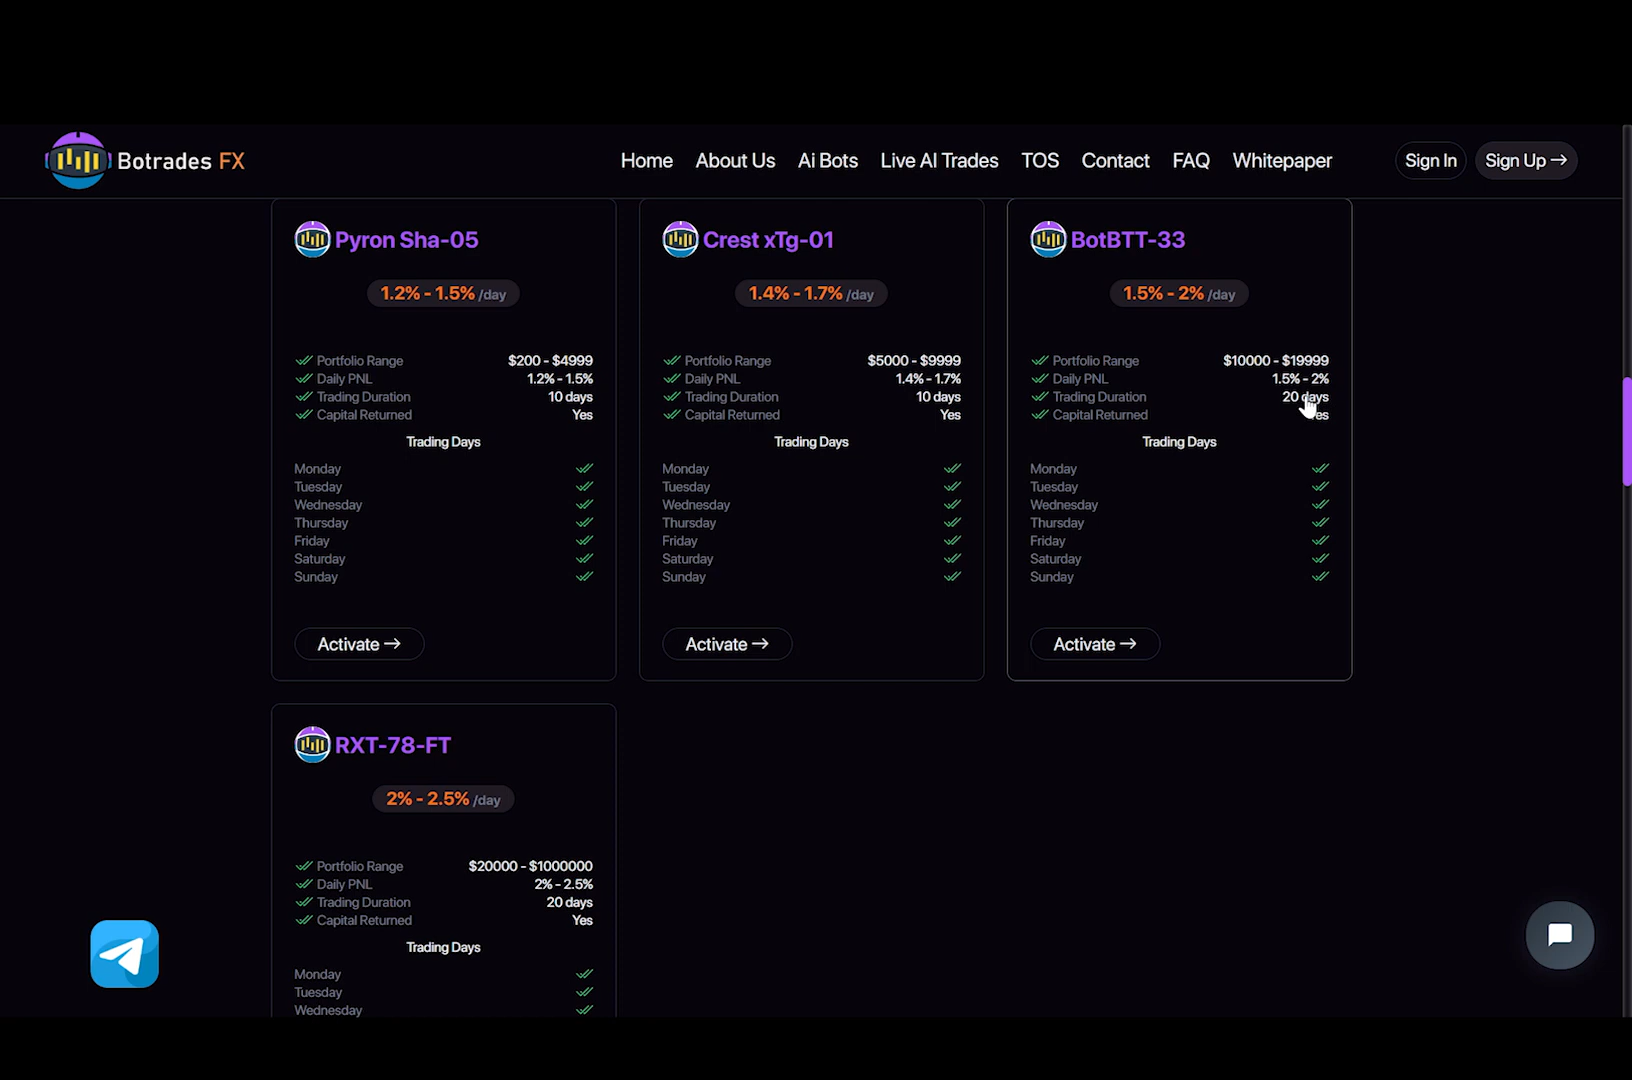 Botrades FX
Home About Us Ai Bots Live AI Trades TOS Contact FAQ Whitepaper
Sign In Sign Up →
Pyron Sha-05
1.2% - 1.5% /day
Portfolio Range $200 - $4999
Daily PNL 1.2% - 1.5%
Trading Duration 10 days
Capital Returned Yes
Trading Days
Monday
Tuesday
Wednesday
Thursday
Friday
Saturday
Sunday
Activate →
Crest xTg-01
1.4% - 1.7% /day
Portfolio Range $5000 - $9999
Daily PNL 1.4% - 1.7%
Trading Duration 10 days
Capital Returned Yes
Trading Days
Monday
Tuesday
Wednesday
Thursday
Friday
Saturday
Sunday
Activate →
BotBTT-33
1.5% - 2% /day
Portfolio Range $10000 - $19999
Daily PNL 1.5% - 2%
Trading Duration 20 days
Capital Returned Yes
Trading Days
Monday
Tuesday
Wednesday
Thursday
Friday
Saturday
Sunday
Activate →
RXT-78-FT
2% - 2.5% /day
Portfolio Range $20000 - $1000000
Daily PNL 2% - 2.5%
Trading Duration 20 days
Capital Returned Yes
Trading Days
Monday
Tuesday
Wednesday